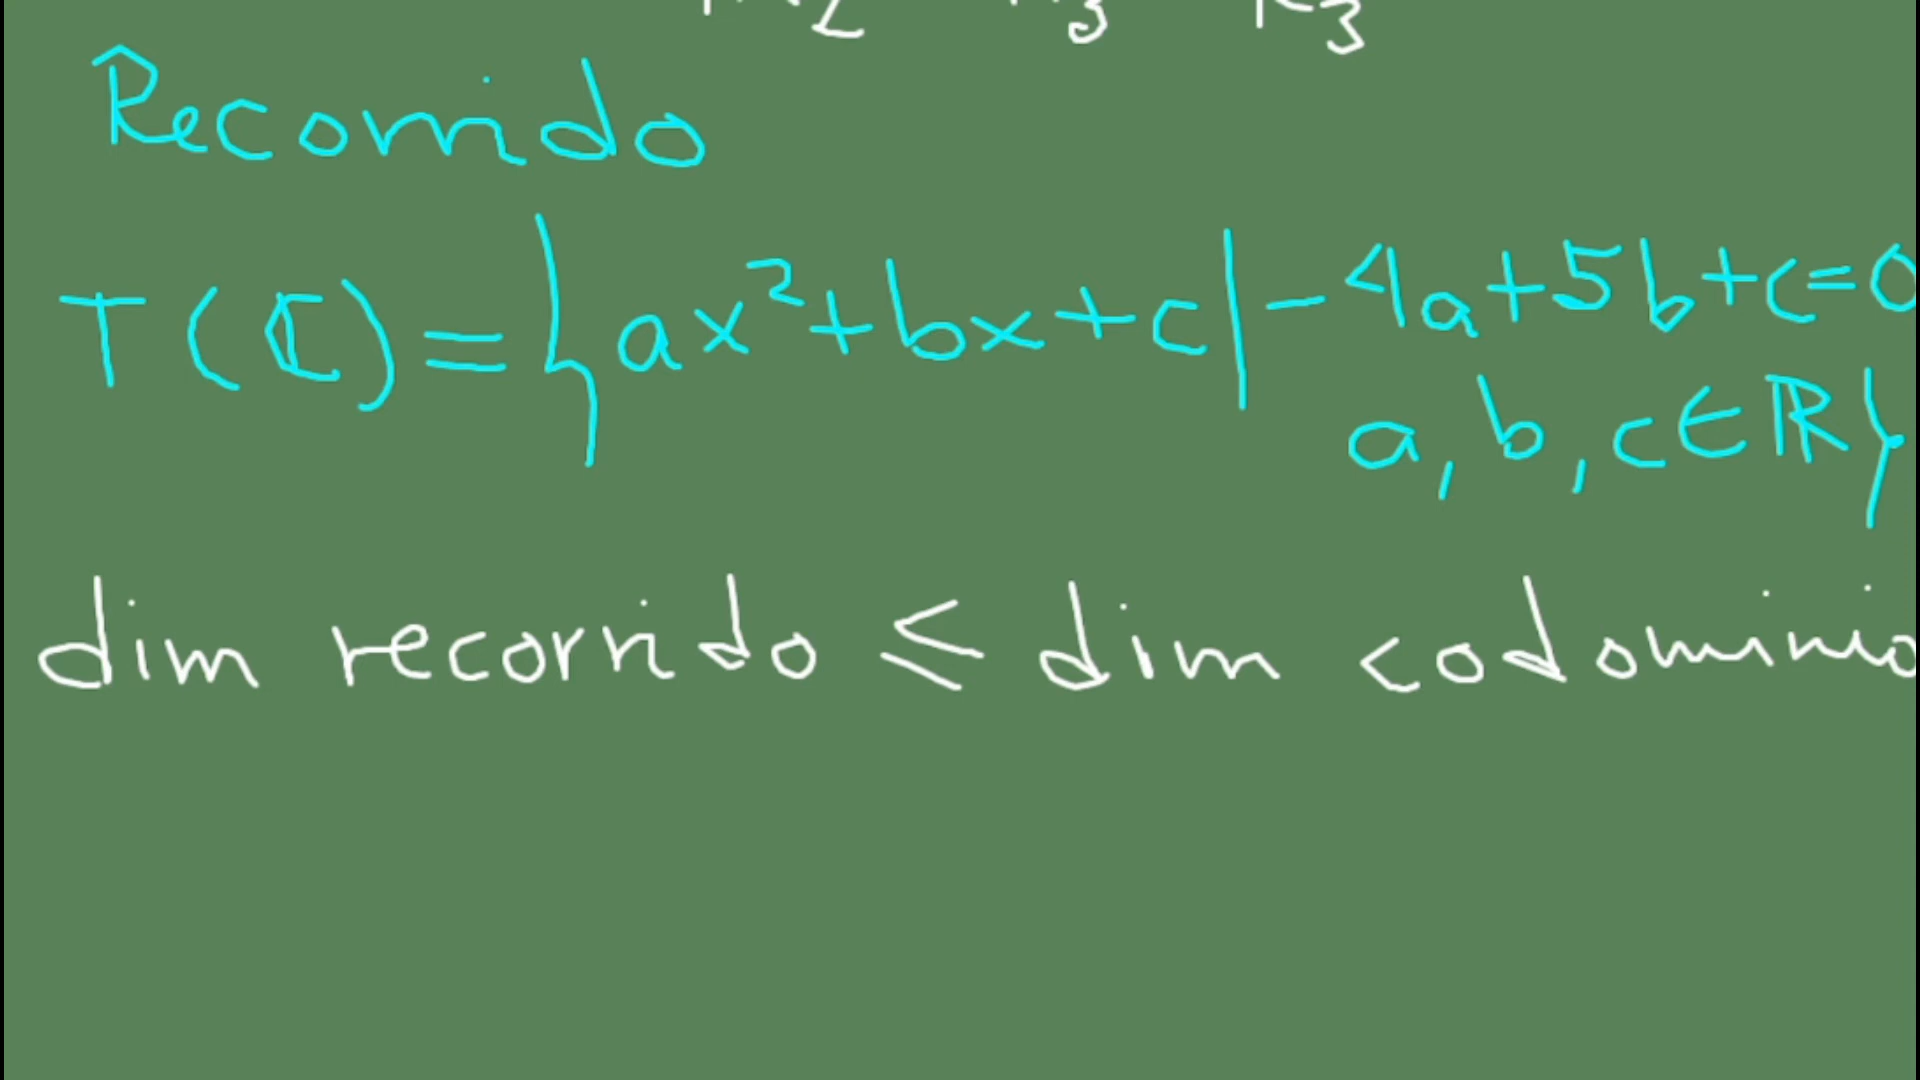 Recorrido
T(ℂ)={ax²+bx+c|-4a+5b+c=0
a,b,c∈ℝ}
dim recorrido ≤ dim codominio